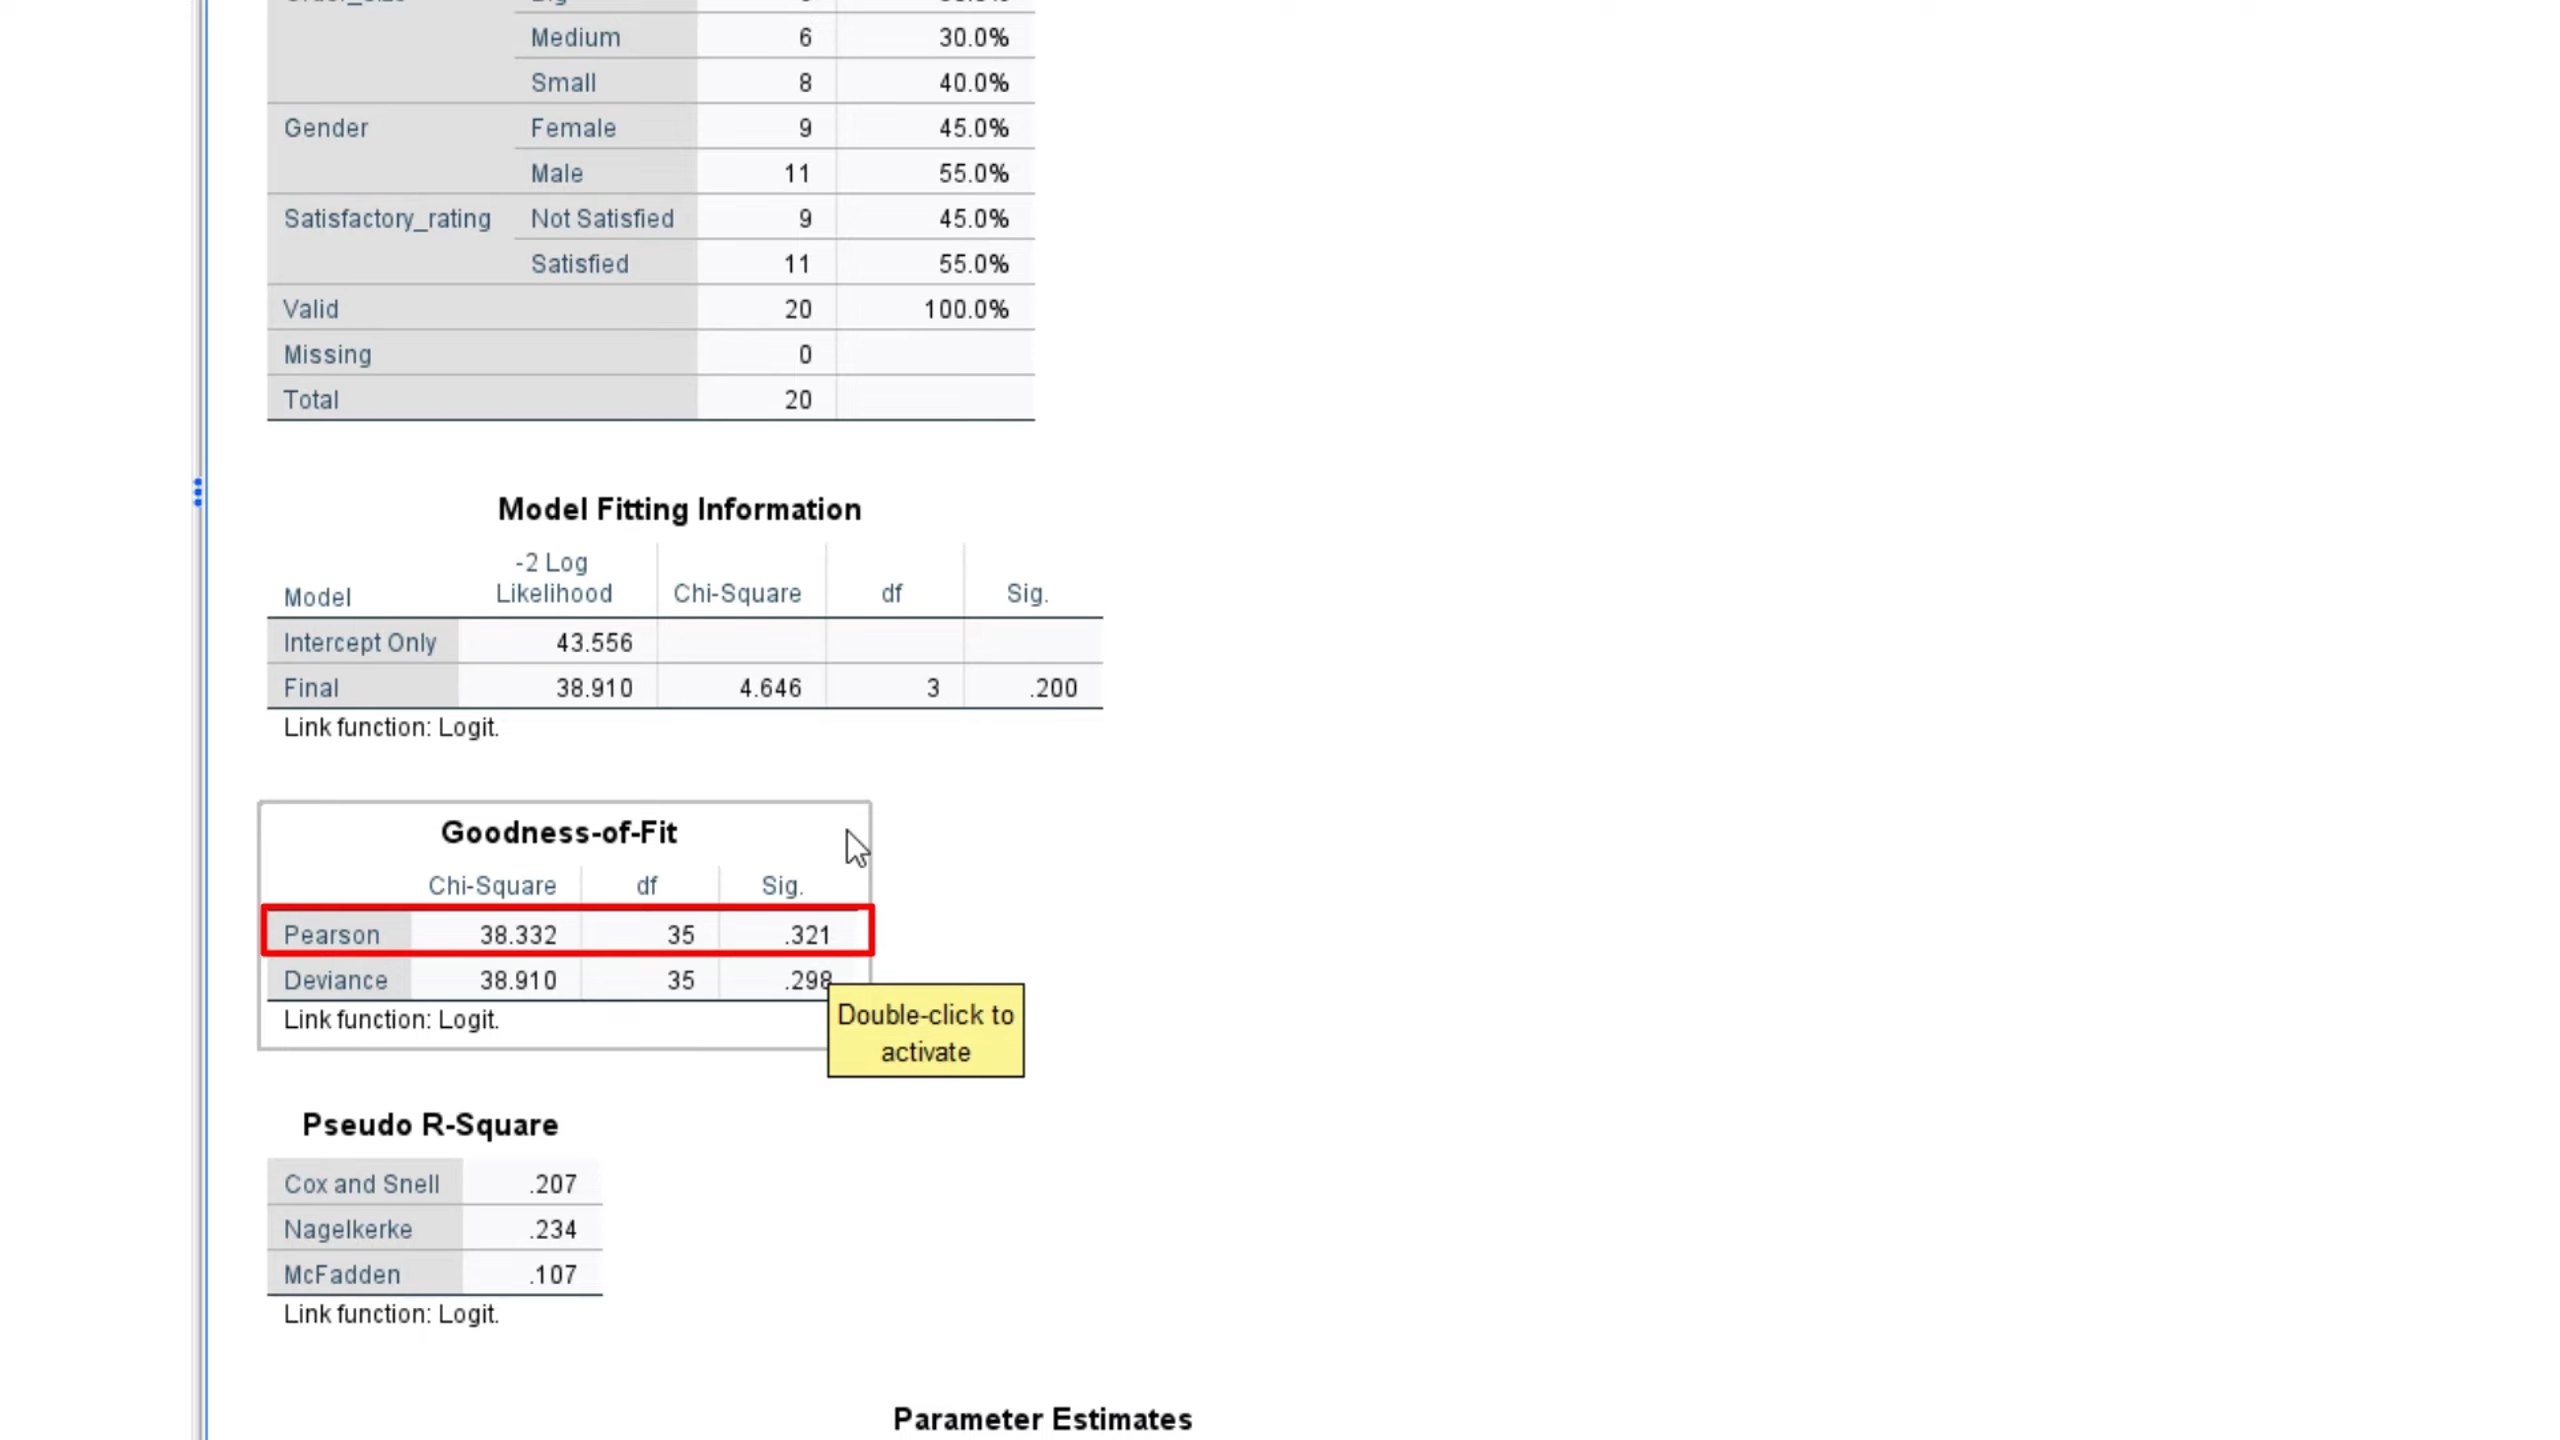 Medium 6 30.0%
Small 8 40.0%
Gender Female 9 45.0%
Male 11 55.0%
Satisfactory_rating Not Satisfied 9 45.0%
Satisfied 11 55.0%
Valid 20 100.0%
Missing 0
Total 20
Model Fitting Information
Model -2 Log Likelihood Chi-Square df Sig.
Intercept Only 43.556
Final 38.910 4.646 3 .200
Link function: Logit.
Goodness-of-Fit
Chi-Square df Sig.
Pearson 38.332 35 .321
Deviance 38.910 35 .298
Link function: Logit.
Double-click to
activate
Pseudo R-Square
Cox and Snell .207
Nagelkerke .234
McFadden .107
Link function: Logit.
Parameter Estimates